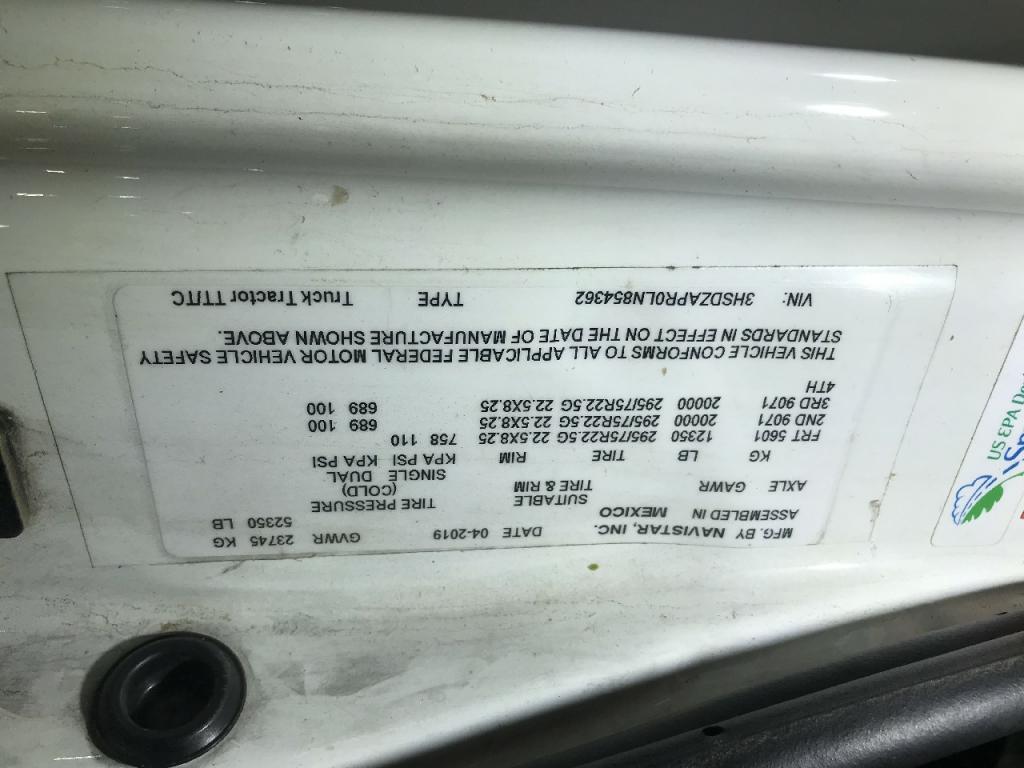 MFG. BY NAVISTAR, INC. DATE 04-2019 GVWR 23745 KG
ASSEMBLED IN MEXICO 52350 LB
AXLE GAWR SUITABLE TIRE & RIM TIRE PRESSURE (COLD) SINGLE DUAL
KG LB TIRE RIM KPA PSI KPA PSI
FRT 5601 12350 295/75R22.5G 22.5X8.25 758 110
2ND 9071 20000 295/75R22.5G 22.5X8.25 689 100
3RD 9071 20000 295/75R22.5G 22.5X8.25 689 100
4TH
THIS VEHICLE CONFORMS TO ALL APPLICABLE FEDERAL MOTOR VEHICLE SAFETY
STANDARDS IN EFFECT ON THE DATE OF MANUFACTURE SHOWN ABOVE.
VIN: 3HSDZAPR0LN854362 TYPE Truck Tractor TT/TC
US EPA